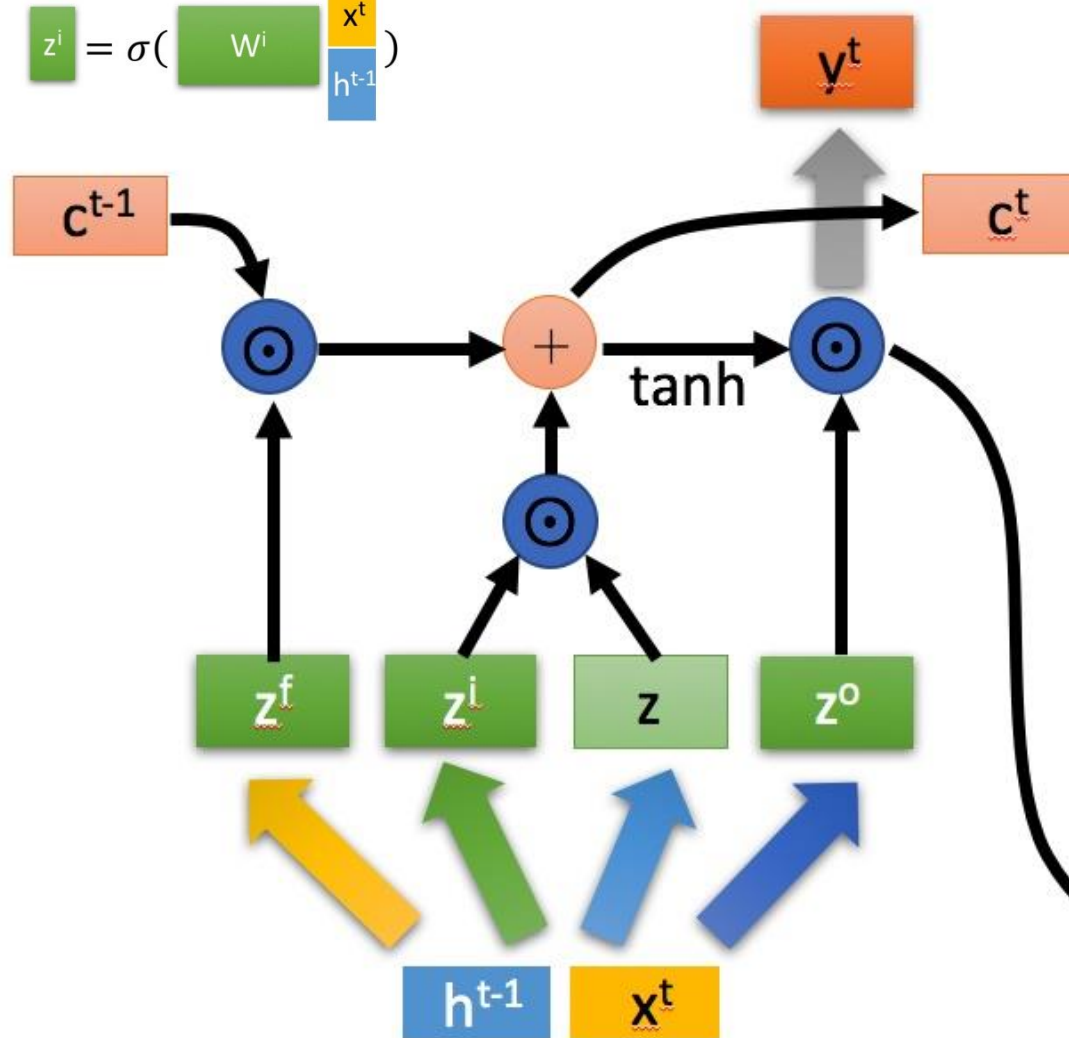 zⁱ = σ( Wⁱ xᵗ hᵗ⁻¹ )
yᵗ
cᵗ⁻¹
cᵗ
⊙ + ⊙
tanh
⊙
zᶠ zⁱ z zᵒ
hᵗ⁻¹ xᵗ